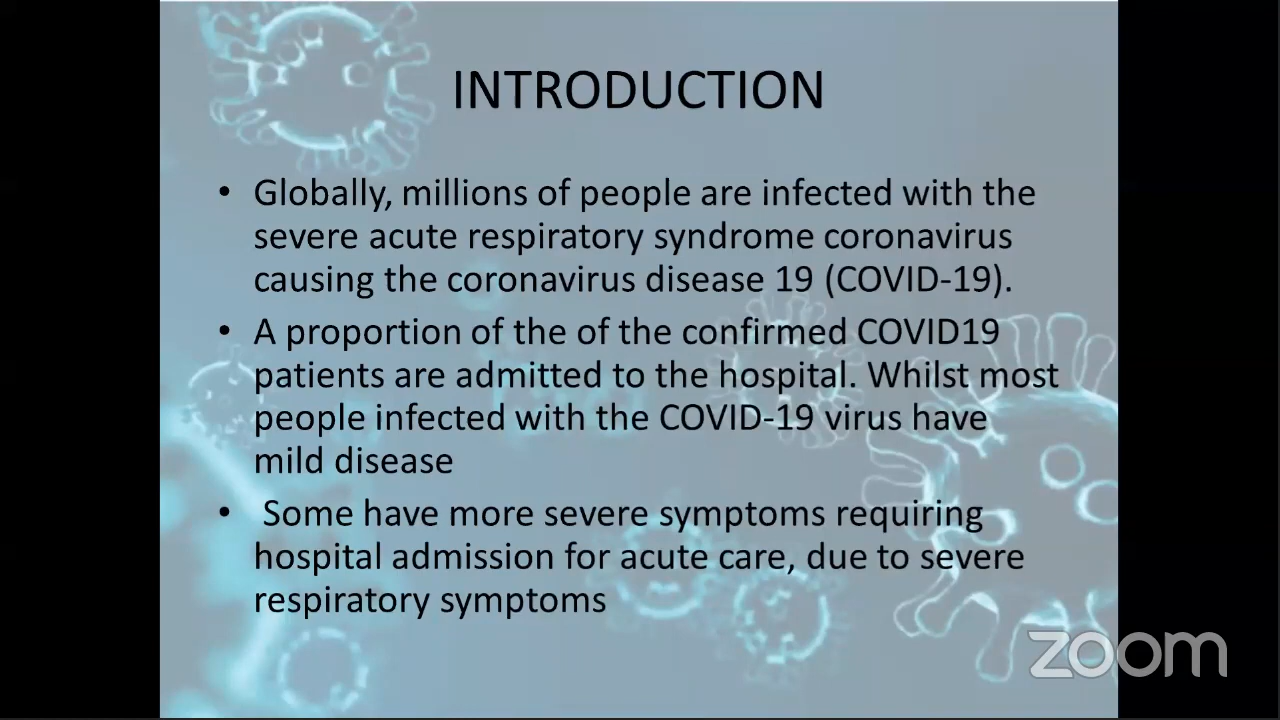 INTRODUCTION
• Globally, millions of people are infected with the
severe acute respiratory syndrome coronavirus
causing the coronavirus disease 19 (COVID-19).
• A proportion of the of the confirmed COVID19
patients are admitted to the hospital. Whilst most
people infected with the COVID-19 virus have
mild disease
• Some have more severe symptoms requiring
hospital admission for acute care, due to severe
respiratory symptoms
zoom